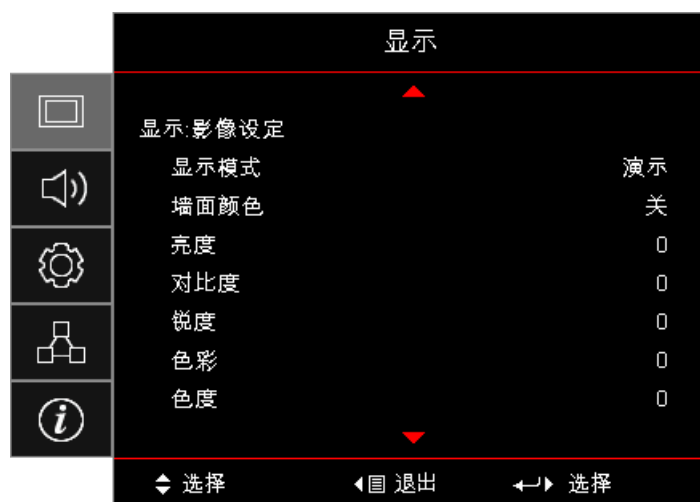 显示
显示:影像设定
显示模式 演示
墙面颜色 关
亮度 0
对比度 0
锐度 0
色彩 0
色度 0
选择 退出 选择